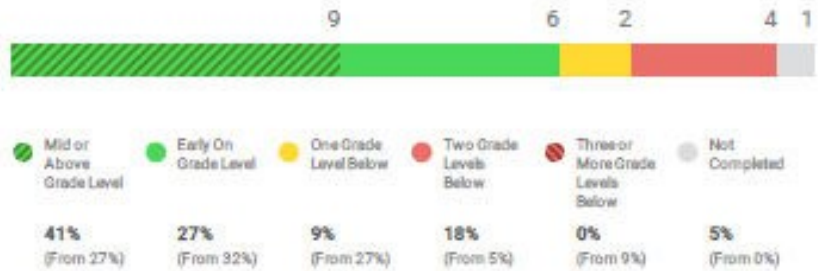 9 6 2 4 1
Mid or
Above
Grade Level
Early On
Grade Level
One Grade
Level Below
Two Grade
Levels
Below
Three or
More Grade
Levels
Below
Not
Completed
41% 27% 9% 18% 0% 5%
(From 27%) (From 32%) (From 27%) (From 5%) (From 9%) (From 0%)